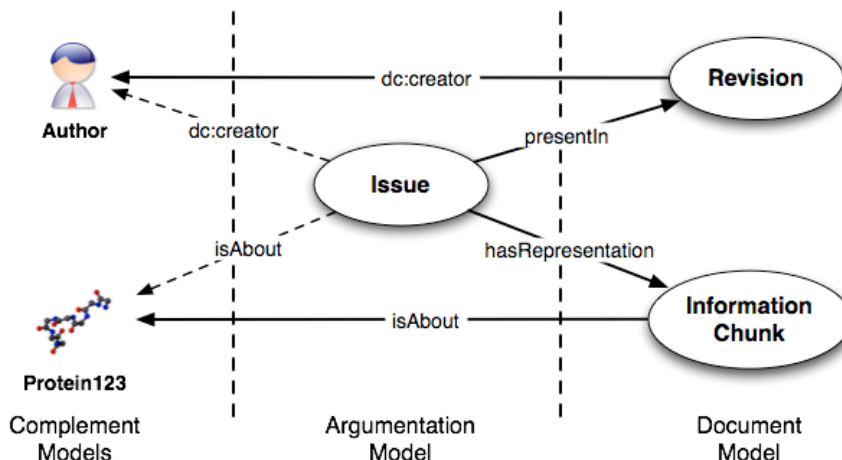 dc:creator
Revision
Author
dc:creator
presentIn
Issue
isAbout
hasRepresentation
Information
Chunk
isAbout
Protein123
Complement
Models
Argumentation
Model
Document
Model